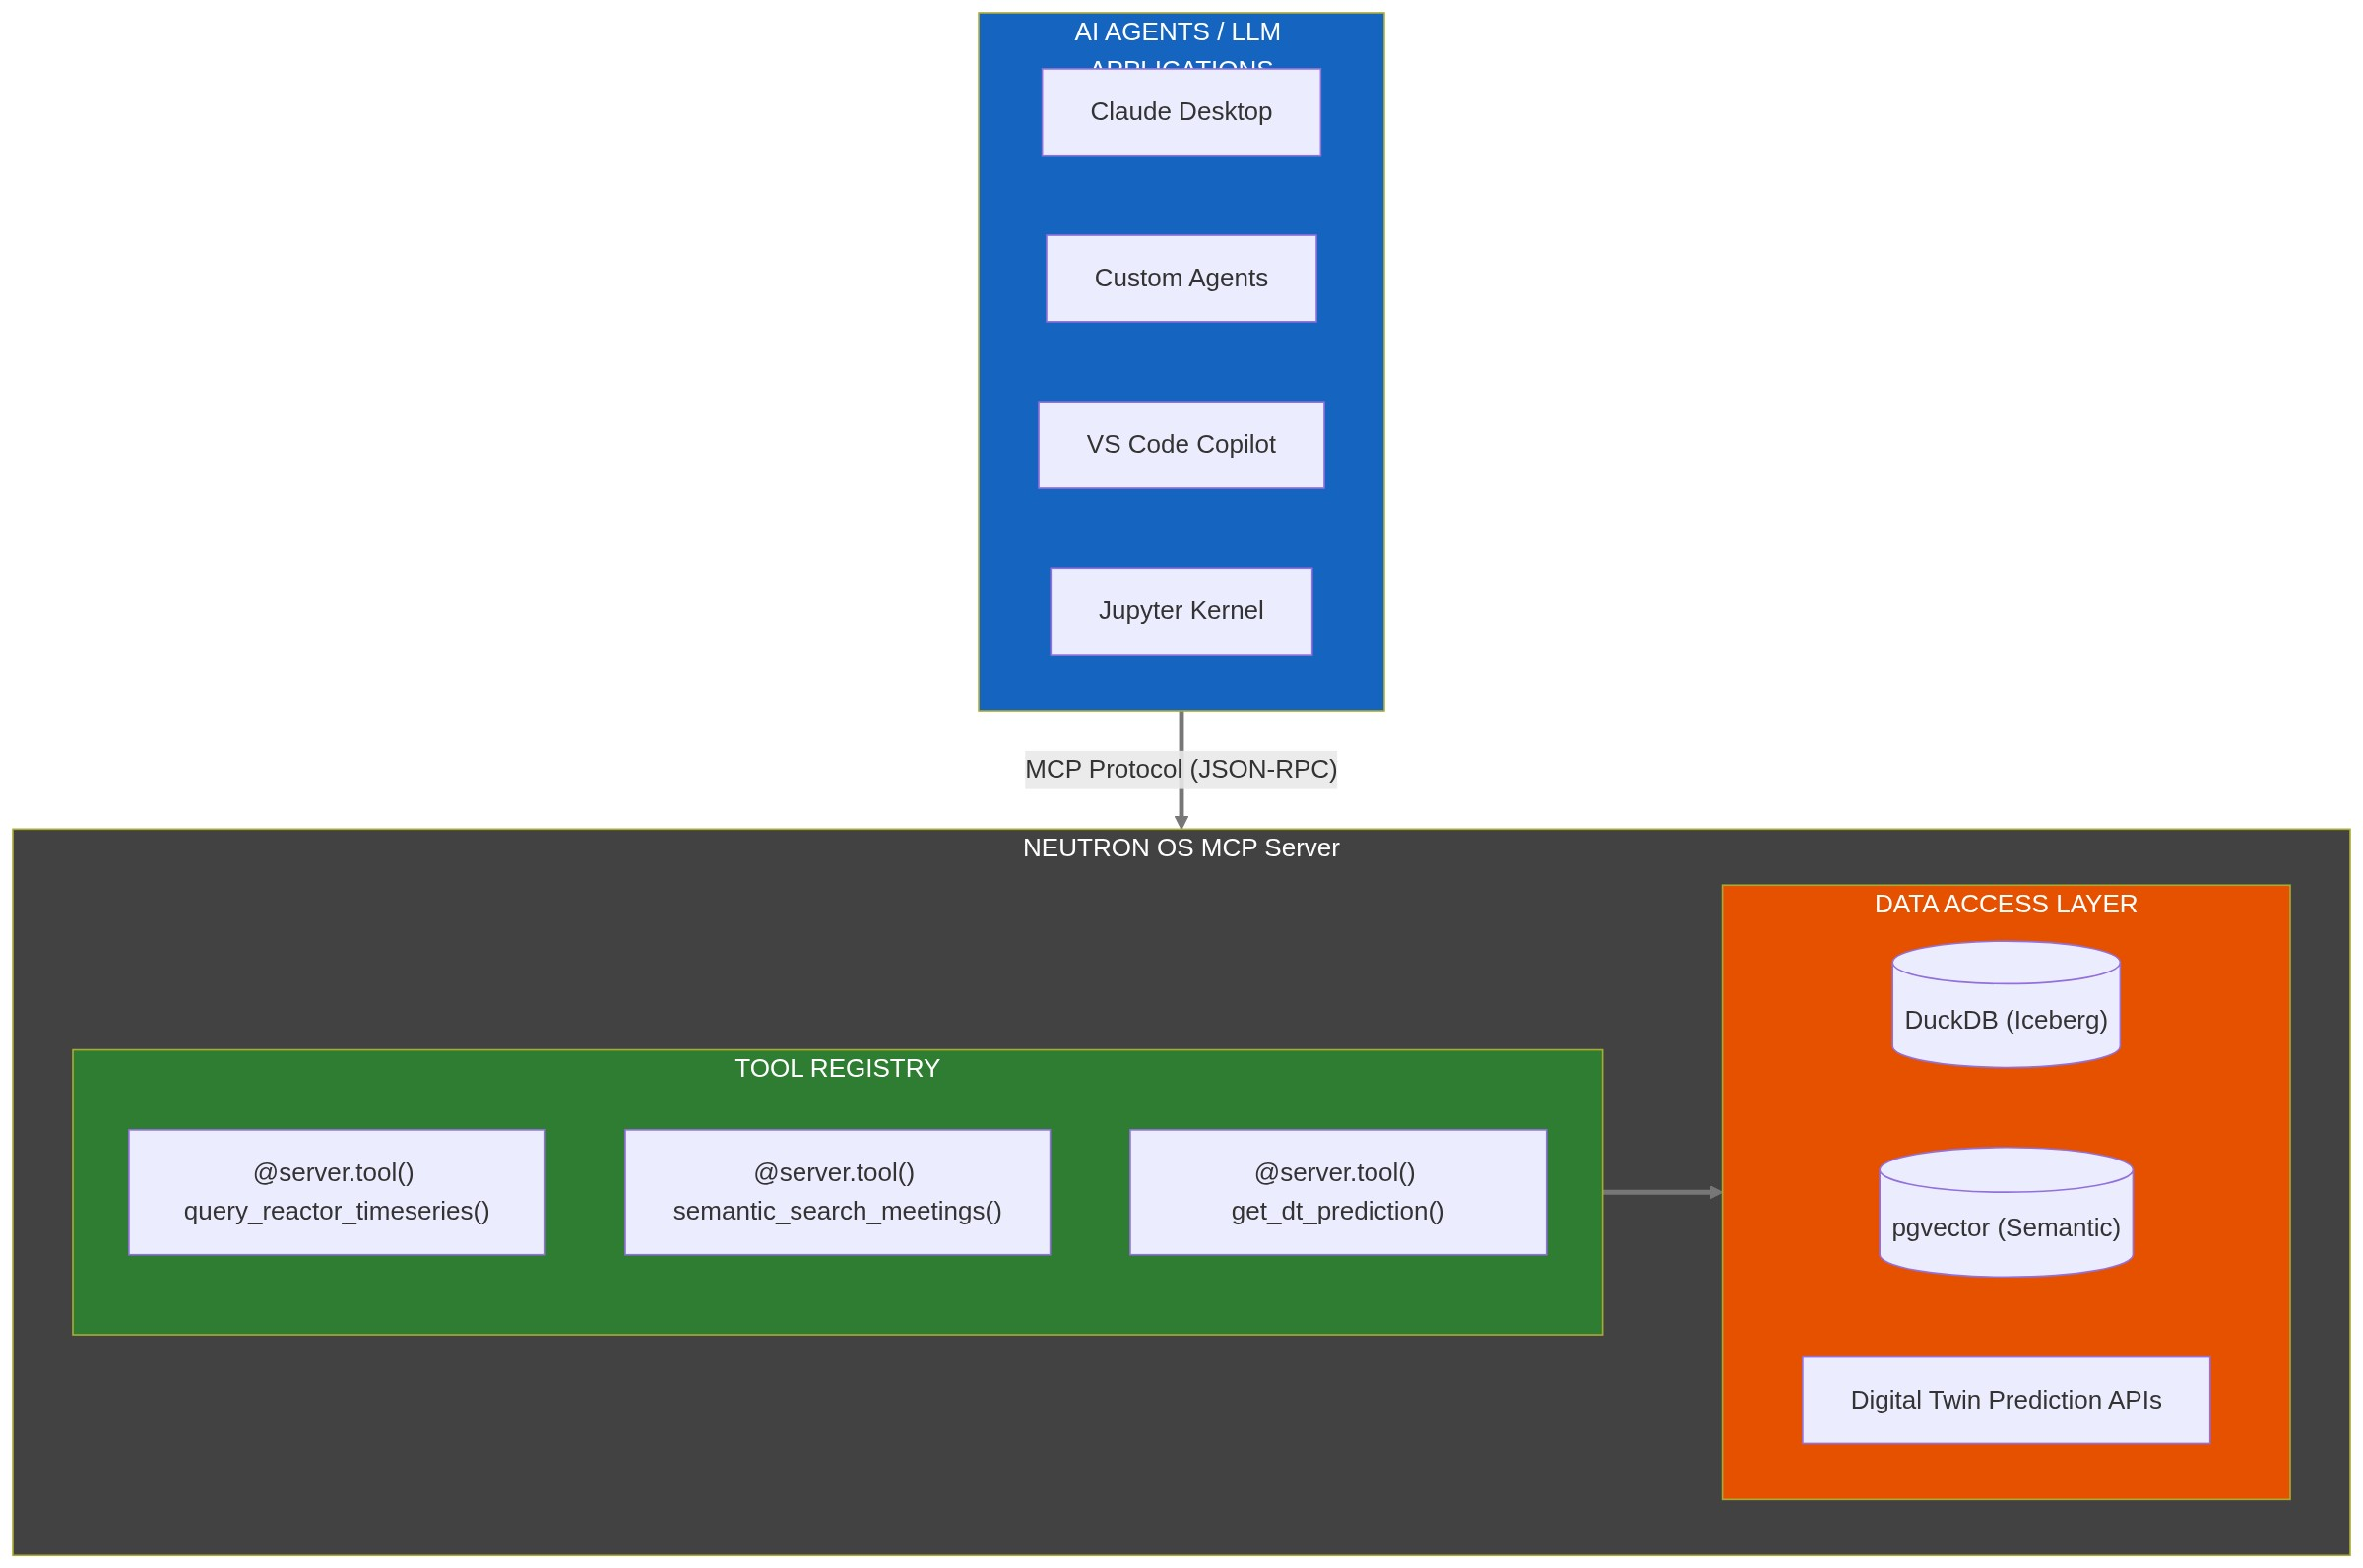 AI AGENTS / LLM
APPLICATIONS
Claude Desktop
Custom Agents
VS Code Copilot
Jupyter Kernel
MCP Protocol (JSON-RPC)
NEUTRON OS MCP Server
TOOL REGISTRY
@server.tool()
query_reactor_timeseries()
@server.tool()
semantic_search_meetings()
@server.tool()
get_dt_prediction()
DATA ACCESS LAYER
DuckDB (Iceberg)
pgvector (Semantic)
Digital Twin Prediction APIs